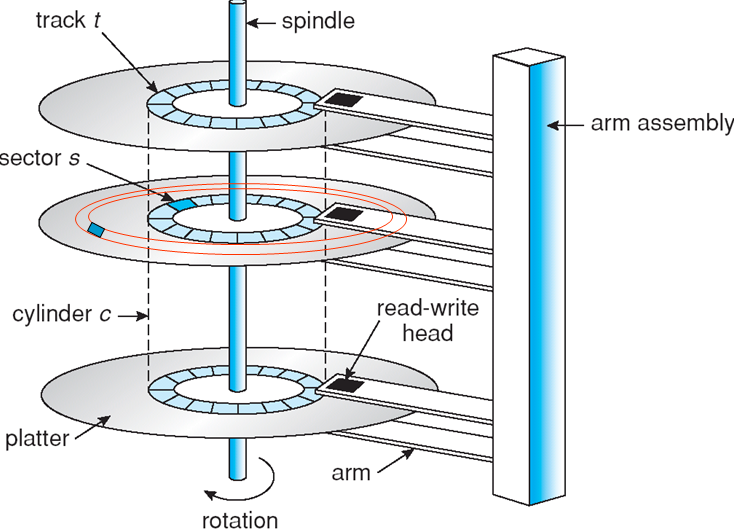 track t
spindle
arm assembly
sector s
cylinder c
read-write
head
platter
arm
rotation